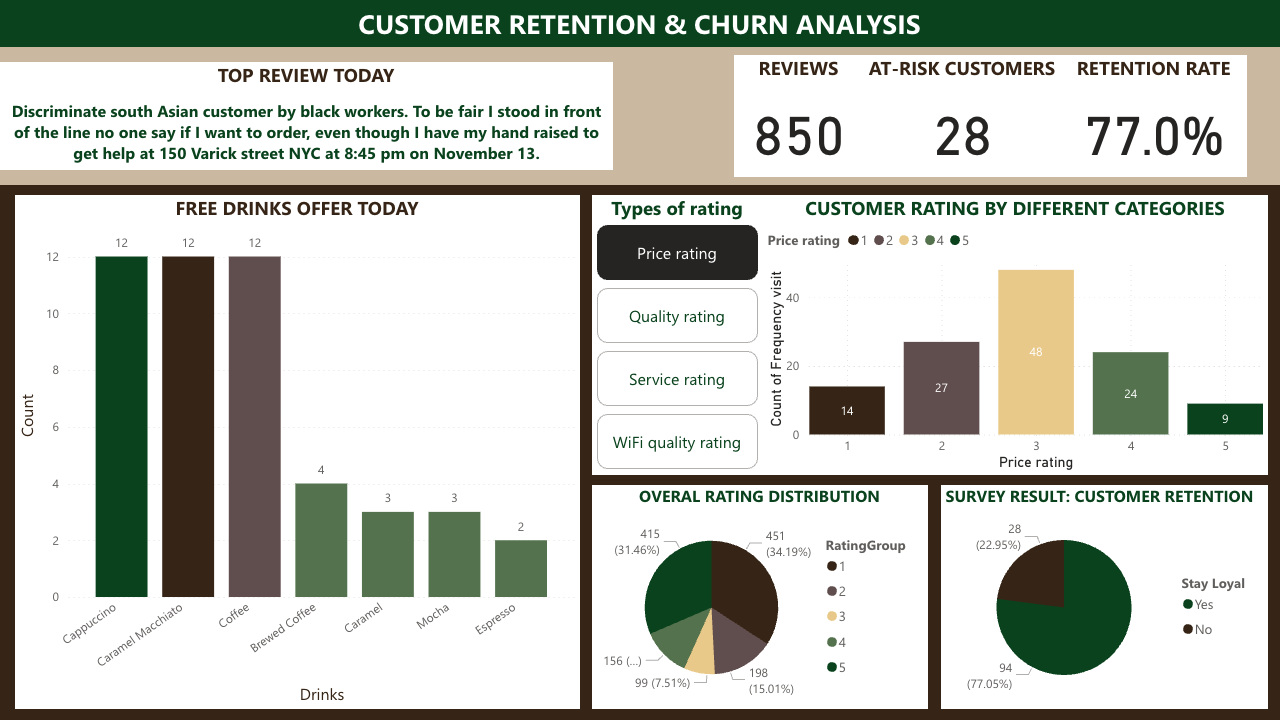 CUSTOMER RETENTION & CHURN ANALYSIS
TOP REVIEW TODAY
Discriminate south Asian customer by black workers. To be fair I stood in front
of the line no one say if I want to order, even though I have my hand raised to
get help at 150 Varick street NYC at 8:45 pm on November 13.
REVIEWS
850
AT-RISK CUSTOMERS
28
RETENTION RATE
77.0%
FREE DRINKS OFFER TODAY
Count
12
10
8
6
4
2
0
12
12
12
4
3
3
2
Cappuccino
Caramel Macchiato
Coffee
Brewed Coffee
Caramel
Mocha
Espresso
Drinks
Types of rating
Price rating
Quality rating
Service rating
WiFi quality rating
CUSTOMER RATING BY DIFFERENT CATEGORIES
Price rating 1 2 3 4 5
Count of Frequency visit
40
20
0
14
27
48
24
9
1 2 3 4 5
Price rating
OVERAL RATING DISTRIBUTION
415
(31.46%)
451
(34.19%)
156 (...)
99 (7.51%)
198
(15.01%)
RatingGroup
1
2
3
4
5
SURVEY RESULT: CUSTOMER RETENTION
28
(22.95%)
94
(77.05%)
Stay Loyal
Yes
No